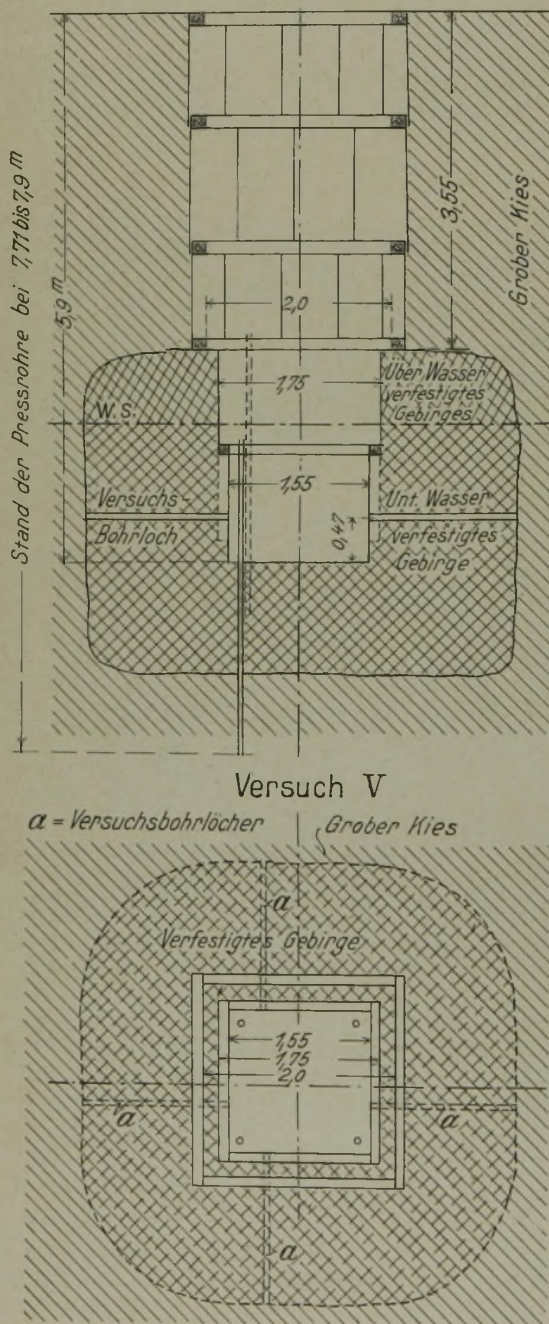 Stand der Pressrohre bei 7,71 bis 7,9 m
5,9 m
3,55
Grober Kies
2,0
1,75
Über Wasser
verfestigtes
Gebirges
W.S.
1,55
Versuchs-
Bohrloch
0,47
Unt. Wasser
verfestigtes
Gebirge
Versuch V
a = Versuchsbohrlöcher
Grober Kies
a
Verfestigtes Gebirge
1,55
1,75
2,0
a
a
a